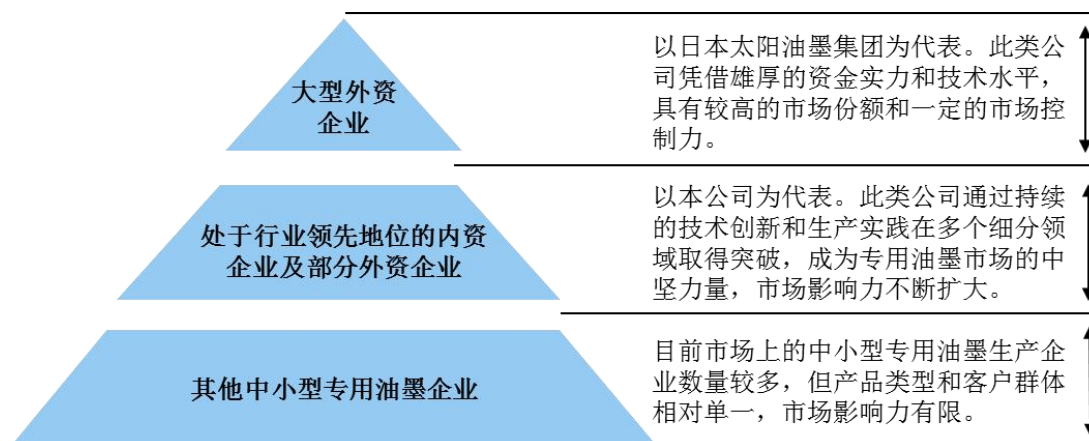 大型外资
企业
以日本太阳油墨集团为代表。此类公
司凭借雄厚的资金实力和技术水平，
具有较高的市场份额和一定的市场控
制力。
处于行业领先地位的内资
企业及部分外资企业
以本公司为代表。此类公司通过持续
的技术创新和生产实践在多个细分领
域取得突破，成为专用油墨市场的中
坚力量，市场影响力不断扩大。
其他中小型专用油墨企业
目前市场上的中小型专用油墨生产企
业数量较多，但产品类型和客户群体
相对单一，市场影响力有限。